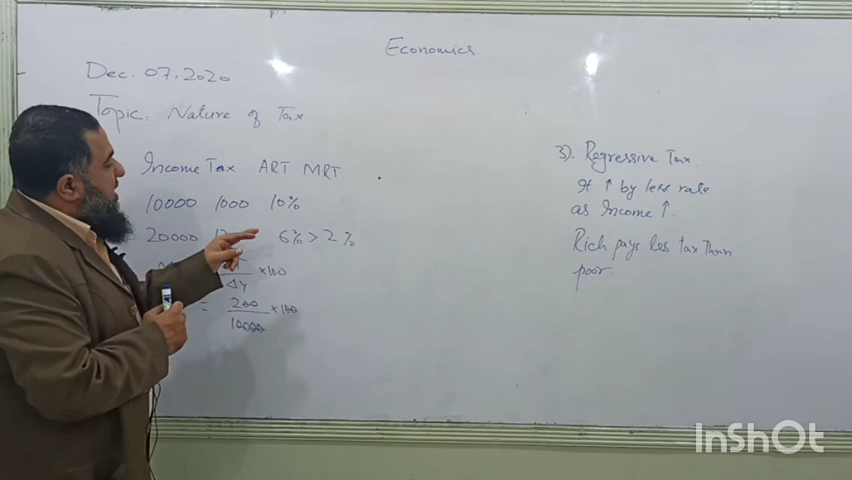 Economics
Dec. 07.2020
Topic. Nature of Tax
Income Tax ART MRT
10000 1000 10%
20000 6% > 2%
×100
ΔY
= 200 ×100
10000
3). Regressive Tax.
It ↑ by less rate
as Income ↑.
Rich pays less tax than
poor
InShOt